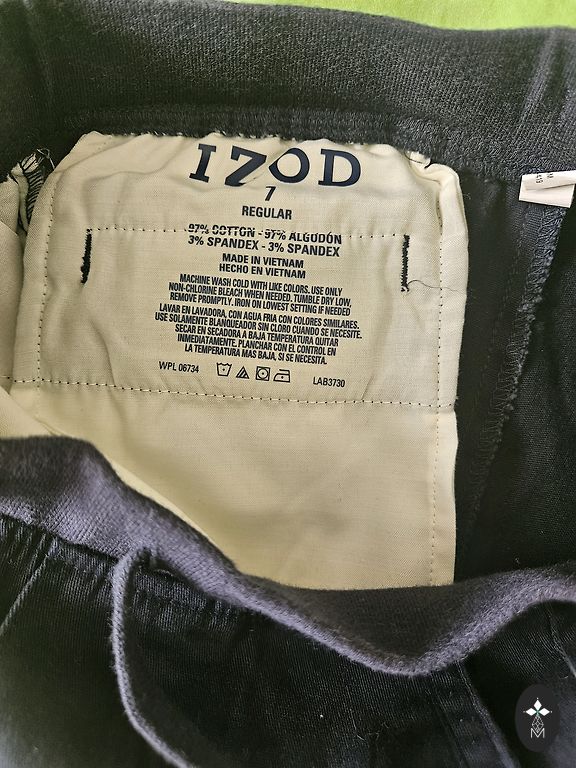 IZOD
7
REGULAR
97% COTTON - 97% ALGODÓN
3% SPANDEX - 3% SPANDEX
MADE IN VIETNAM
HECHO EN VIETNAM
MACHINE WASH COLD WITH LIKE COLORS. USE ONLY
NON-CHLORINE BLEACH WHEN NEEDED. TUMBLE DRY LOW,
REMOVE PROMPTLY. IRON ON LOWEST SETTING IF NEEDED
LAVAR EN LAVADORA, CON AGUA FRIA CON COLORES SIMILARES.
USE SOLAMENTE BLANQUEADOR SIN CLORO CUANDO SE NECESITE.
SECAR EN SECADORA A BAJA TEMPERATURA QUITAR
INMEDIATAMENTE. PLANCHAR CON EL CONTROL EN
LA TEMPERATURA MAS BAJA, SI SE NECESITA.
WPL 06734 LAB3730
M